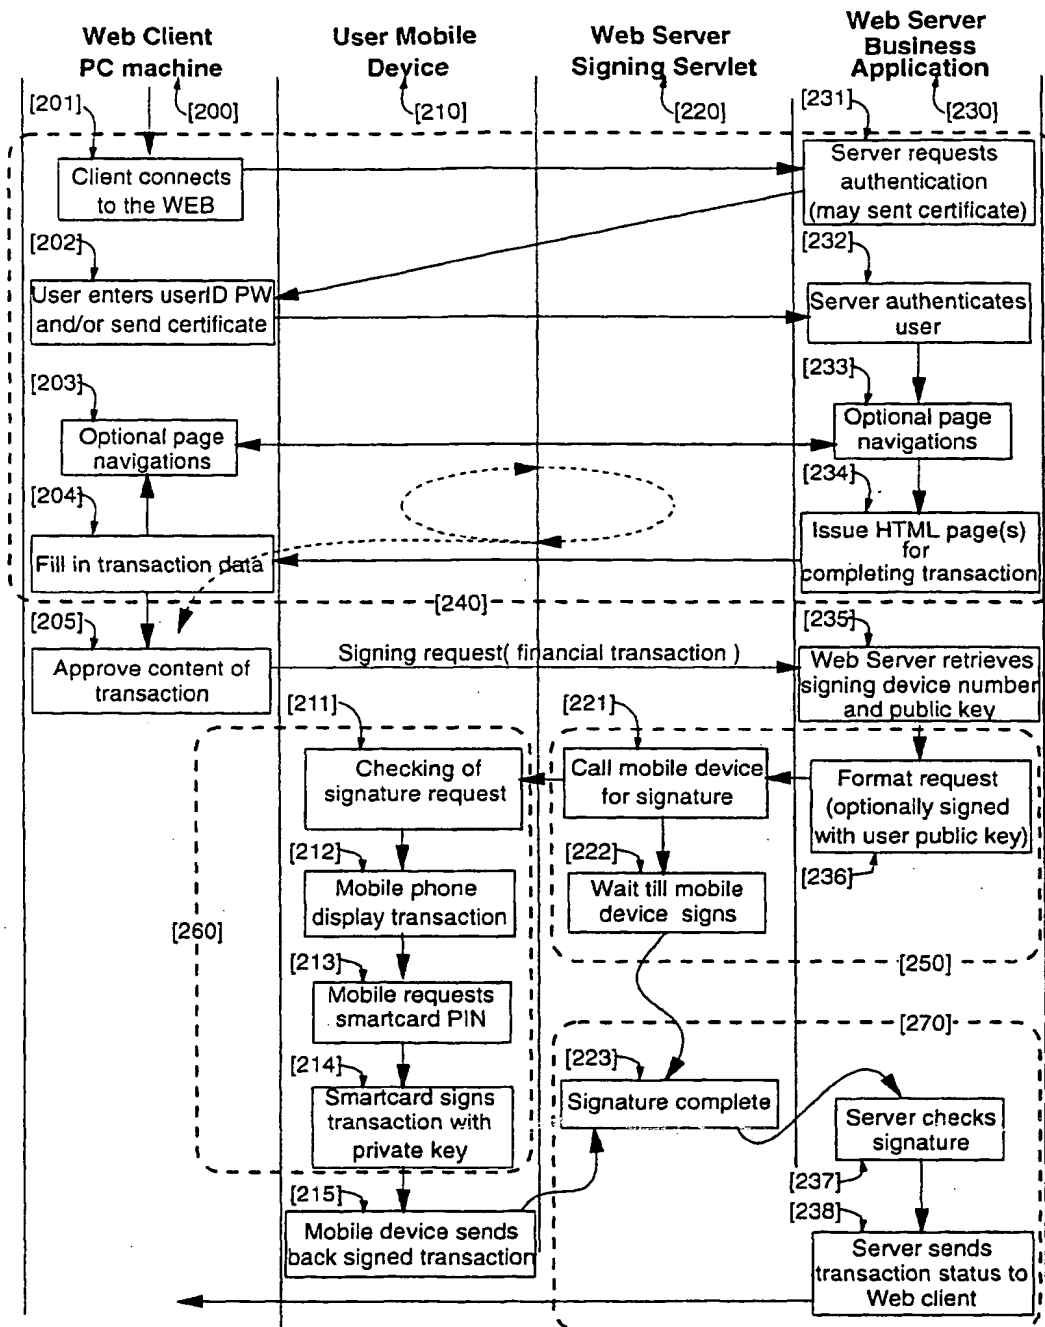 Web Client
PC machine
[200]
User Mobile
Device
[210]
Web Server
Signing Servlet
[220]
Web Server
Business
Application
[230]
[201]
Client connects
to the WEB
[231]
Server requests
authentication
(may sent certificate)
[202]
User enters userID PW
and/or send certificate
[232]
Server authenticates
user
[203]
Optional page
navigations
[233]
Optional page
navigations
[204]
Fill in transaction data
[234]
Issue HTML page(s)
for
completing transaction
[240]
[205]
Approve content of
transaction
Signing request( financial transaction )
[235]
Web Server retrieves
signing device number
and public key
[211]
Checking of
signature request
[221]
Call mobile device
for signature
Format request
(optionally signed
with user public key)
[236]
[212]
Mobile phone
display transaction
[222]
Wait till mobile
device signs
[260]
[250]
[213]
Mobile requests
smartcard PIN
[270]
[214]
Smartcard signs
transaction with
private key
[223]
Signature complete
Server checks
signature
[237]
[215]
Mobile device sends
back signed transaction
[238]
Server sends
transaction status to
Web client